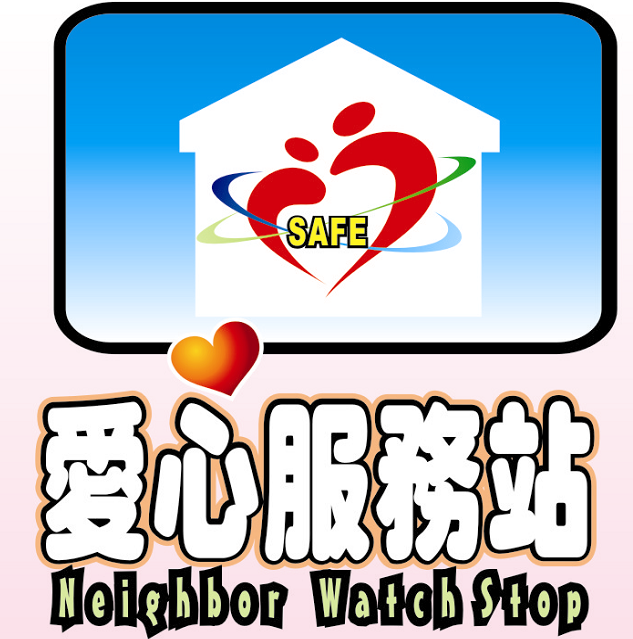 SAFE
愛心服務站
Neighbor Watch Stop